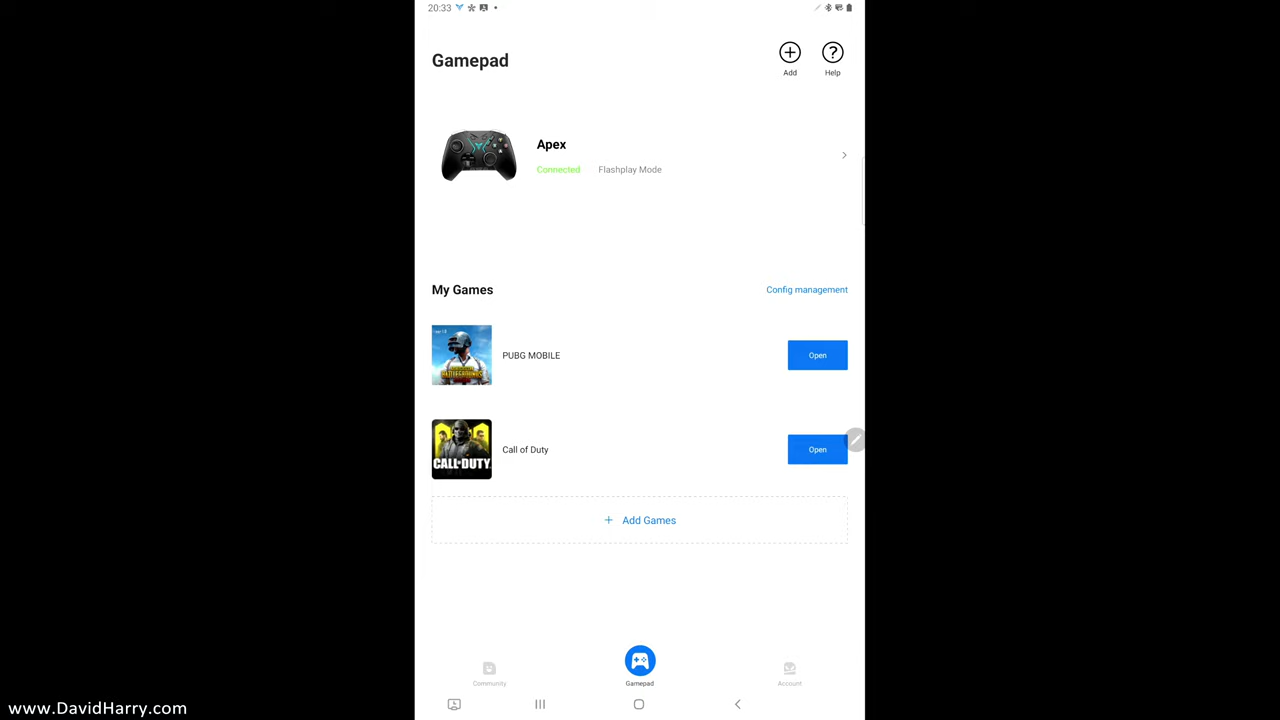 20:33
Gamepad
Add
Help
Apex
Connected Flashplay Mode
My Games
Config management
PUBG MOBILE
Open
CALL OF DUTY
Call of Duty
Open
+ Add Games
Community
Gamepad
Account
www.DavidHarry.com